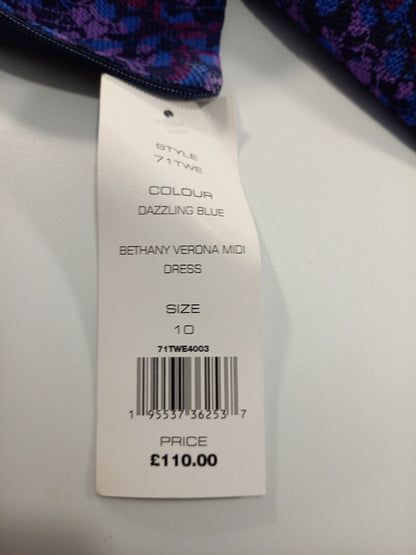 STYLE
71TWE
COLOUR
DAZZLING BLUE
BETHANY VERONA MIDI
DRESS
SIZE
10
71TWE4003
1 95537 36253 7
PRICE
£110.00